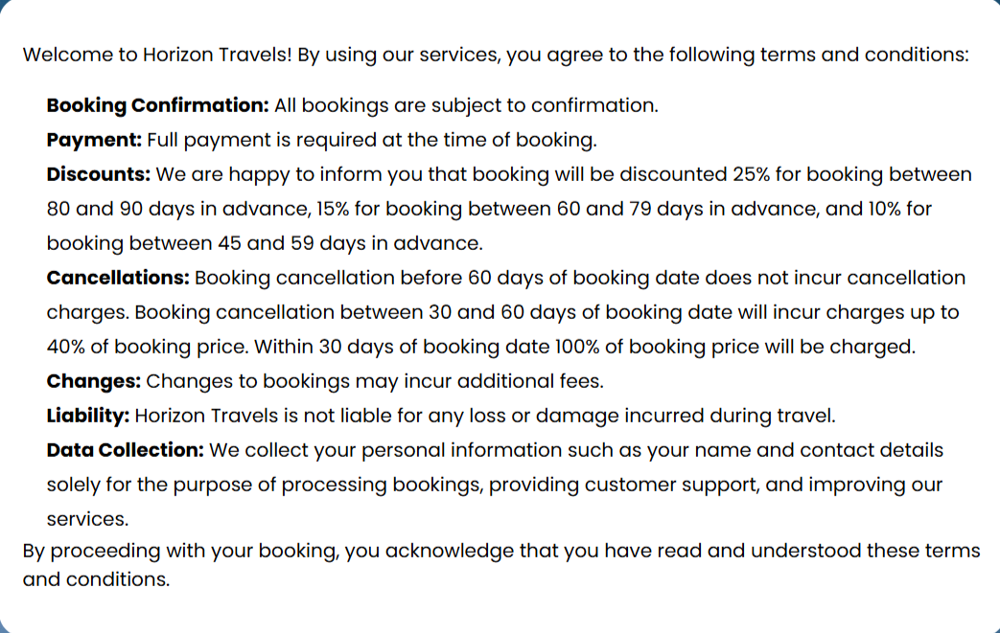 Welcome to Horizon Travels! By using our services, you agree to the following terms and conditions:
Booking Confirmation: All bookings are subject to confirmation.
Payment: Full payment is required at the time of booking.
Discounts: We are happy to inform you that booking will be discounted 25% for booking between
80 and 90 days in advance, 15% for booking between 60 and 79 days in advance, and 10% for
booking between 45 and 59 days in advance.
Cancellations: Booking cancellation before 60 days of booking date does not incur cancellation
charges. Booking cancellation between 30 and 60 days of booking date will incur charges up to
40% of booking price. Within 30 days of booking date 100% of booking price will be charged.
Changes: Changes to bookings may incur additional fees.
Liability: Horizon Travels is not liable for any loss or damage incurred during travel.
Data Collection: We collect your personal information such as your name and contact details
solely for the purpose of processing bookings, providing customer support, and improving our
services.
By proceeding with your booking, you acknowledge that you have read and understood these terms
and conditions.